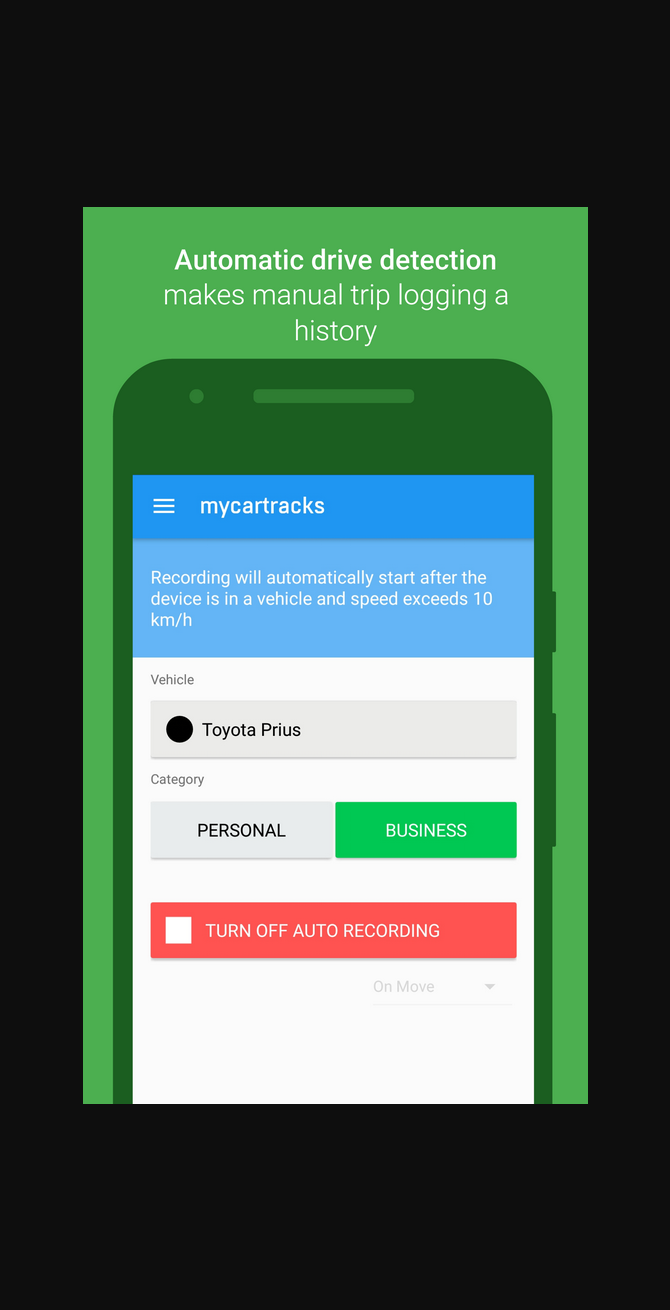 Automatic drive detection
makes manual trip logging a
history
mycartracks
Recording will automatically start after the
device is in a vehicle and speed exceeds 10
km/h
Vehicle
Toyota Prius
Category
PERSONAL BUSINESS
TURN OFF AUTO RECORDING
On Move